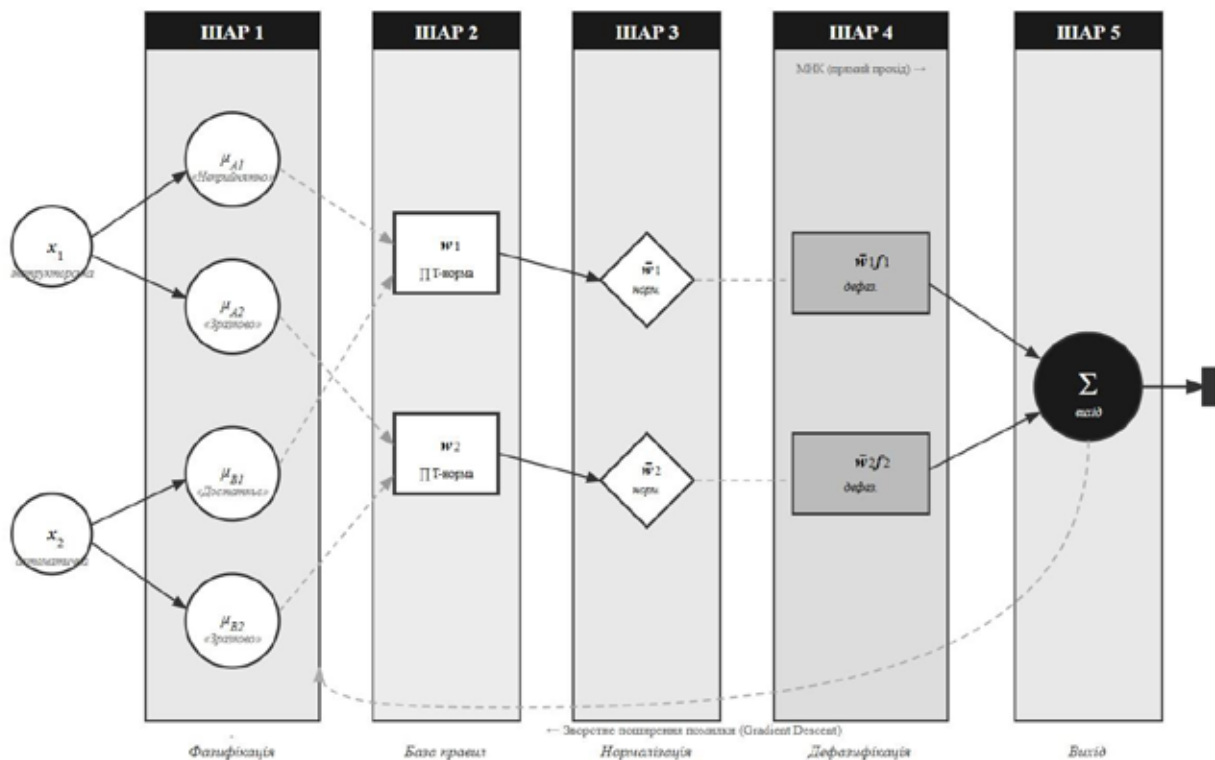 ШАР 1
ШАР 2
ШАР 3
ШАР 4
ШАР 5
МНК (прямий прохід) →
μA1
«Неприйнятно»
x1
μA2
«Зразково»
w1
∏ Т-норма
w̄1
норм.
w̄1f1
дефаз.
Σ
вихід
w2
∏ Т-норма
w̄2
норм.
w̄2f2
дефаз.
μB1
«Достатньо»
x2
автоматична
μB2
«Зразково»
← Зворотне поширення помилки (Gradient Descent)
Фазифікація
База правил
Нормалізація
Дефазифікація
Вихід